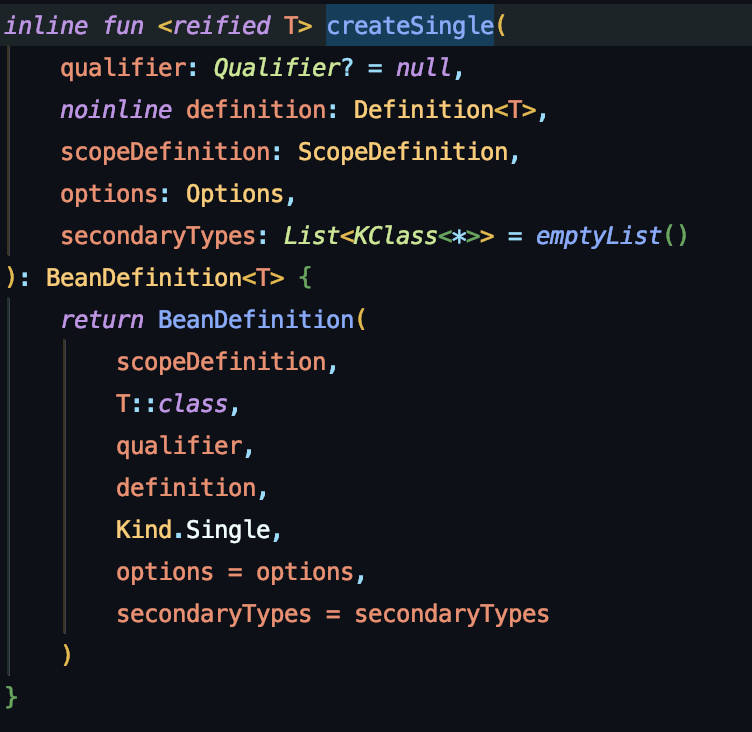 inline fun <reified T> createSingle(
    qualifier: Qualifier? = null,
    noinline definition: Definition<T>,
    scopeDefinition: ScopeDefinition,
    options: Options,
    secondaryTypes: List<KClass<*>> = emptyList()
): BeanDefinition<T> {
    return BeanDefinition(
        scopeDefinition,
        T::class,
        qualifier,
        definition,
        Kind.Single,
        options = options,
        secondaryTypes = secondaryTypes
    )
}